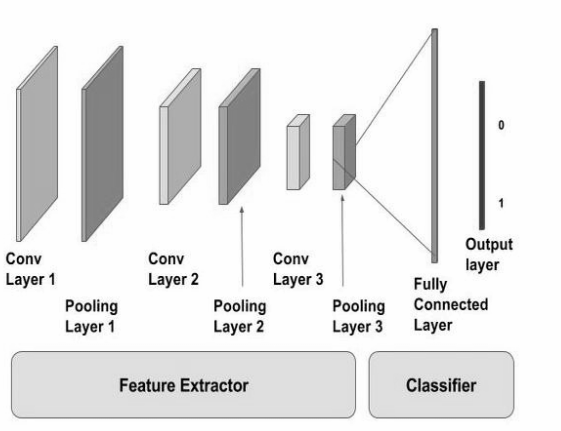 0
1
Output
layer
Conv
Layer 1
Conv
Layer 2
Conv
Layer 3
Fully
Connected
Layer
Pooling
Layer 1
Pooling
Layer 2
Pooling
Layer 3
Feature Extractor
Classifier